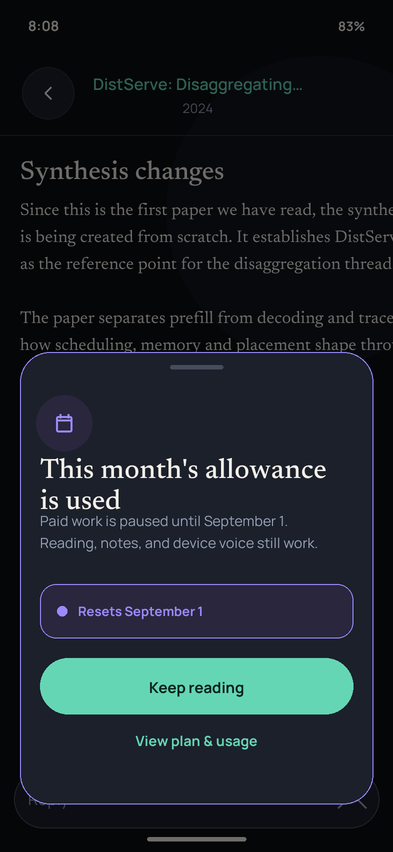 8:08
83%
DistServe: Disaggregating...
2024
Synthesis changes
Since this is the first paper we have read, the synthe
is being created from scratch. It establishes DistServ
as the reference point for the disaggregation thread
The paper separates prefill from decoding and trace
how scheduling, memory and placement shape throu
This month's allowance
is used
Paid work is paused until September 1.
Reading, notes, and device voice still work.
Resets September 1
Keep reading
View plan & usage